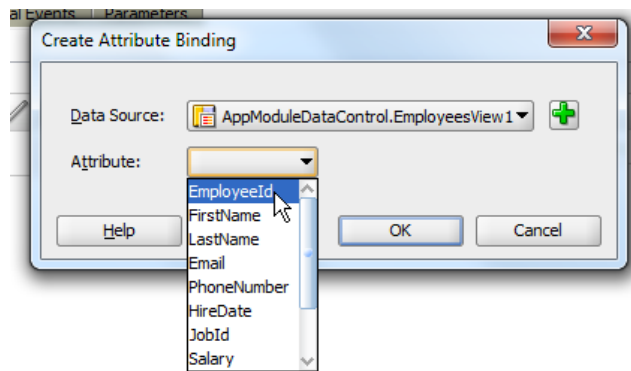 al Events Parameters
Create Attribute Binding
Data Source: AppModuleDataControl.EmployeesView1
Attribute:
EmployeeId
FirstName
LastName
Email
PhoneNumber
HireDate
JobId
Salary
Help OK Cancel